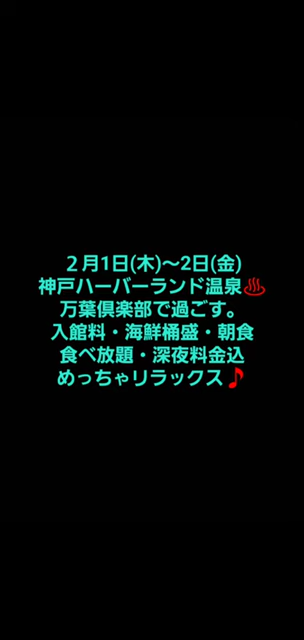 ２月1日(木)〜2日(金)
神戸ハーバーランド温泉♨
万葉倶楽部で過ごす。
入館料・海鮮桶盛・朝食
食べ放題・深夜料金込
めっちゃリラックス♪